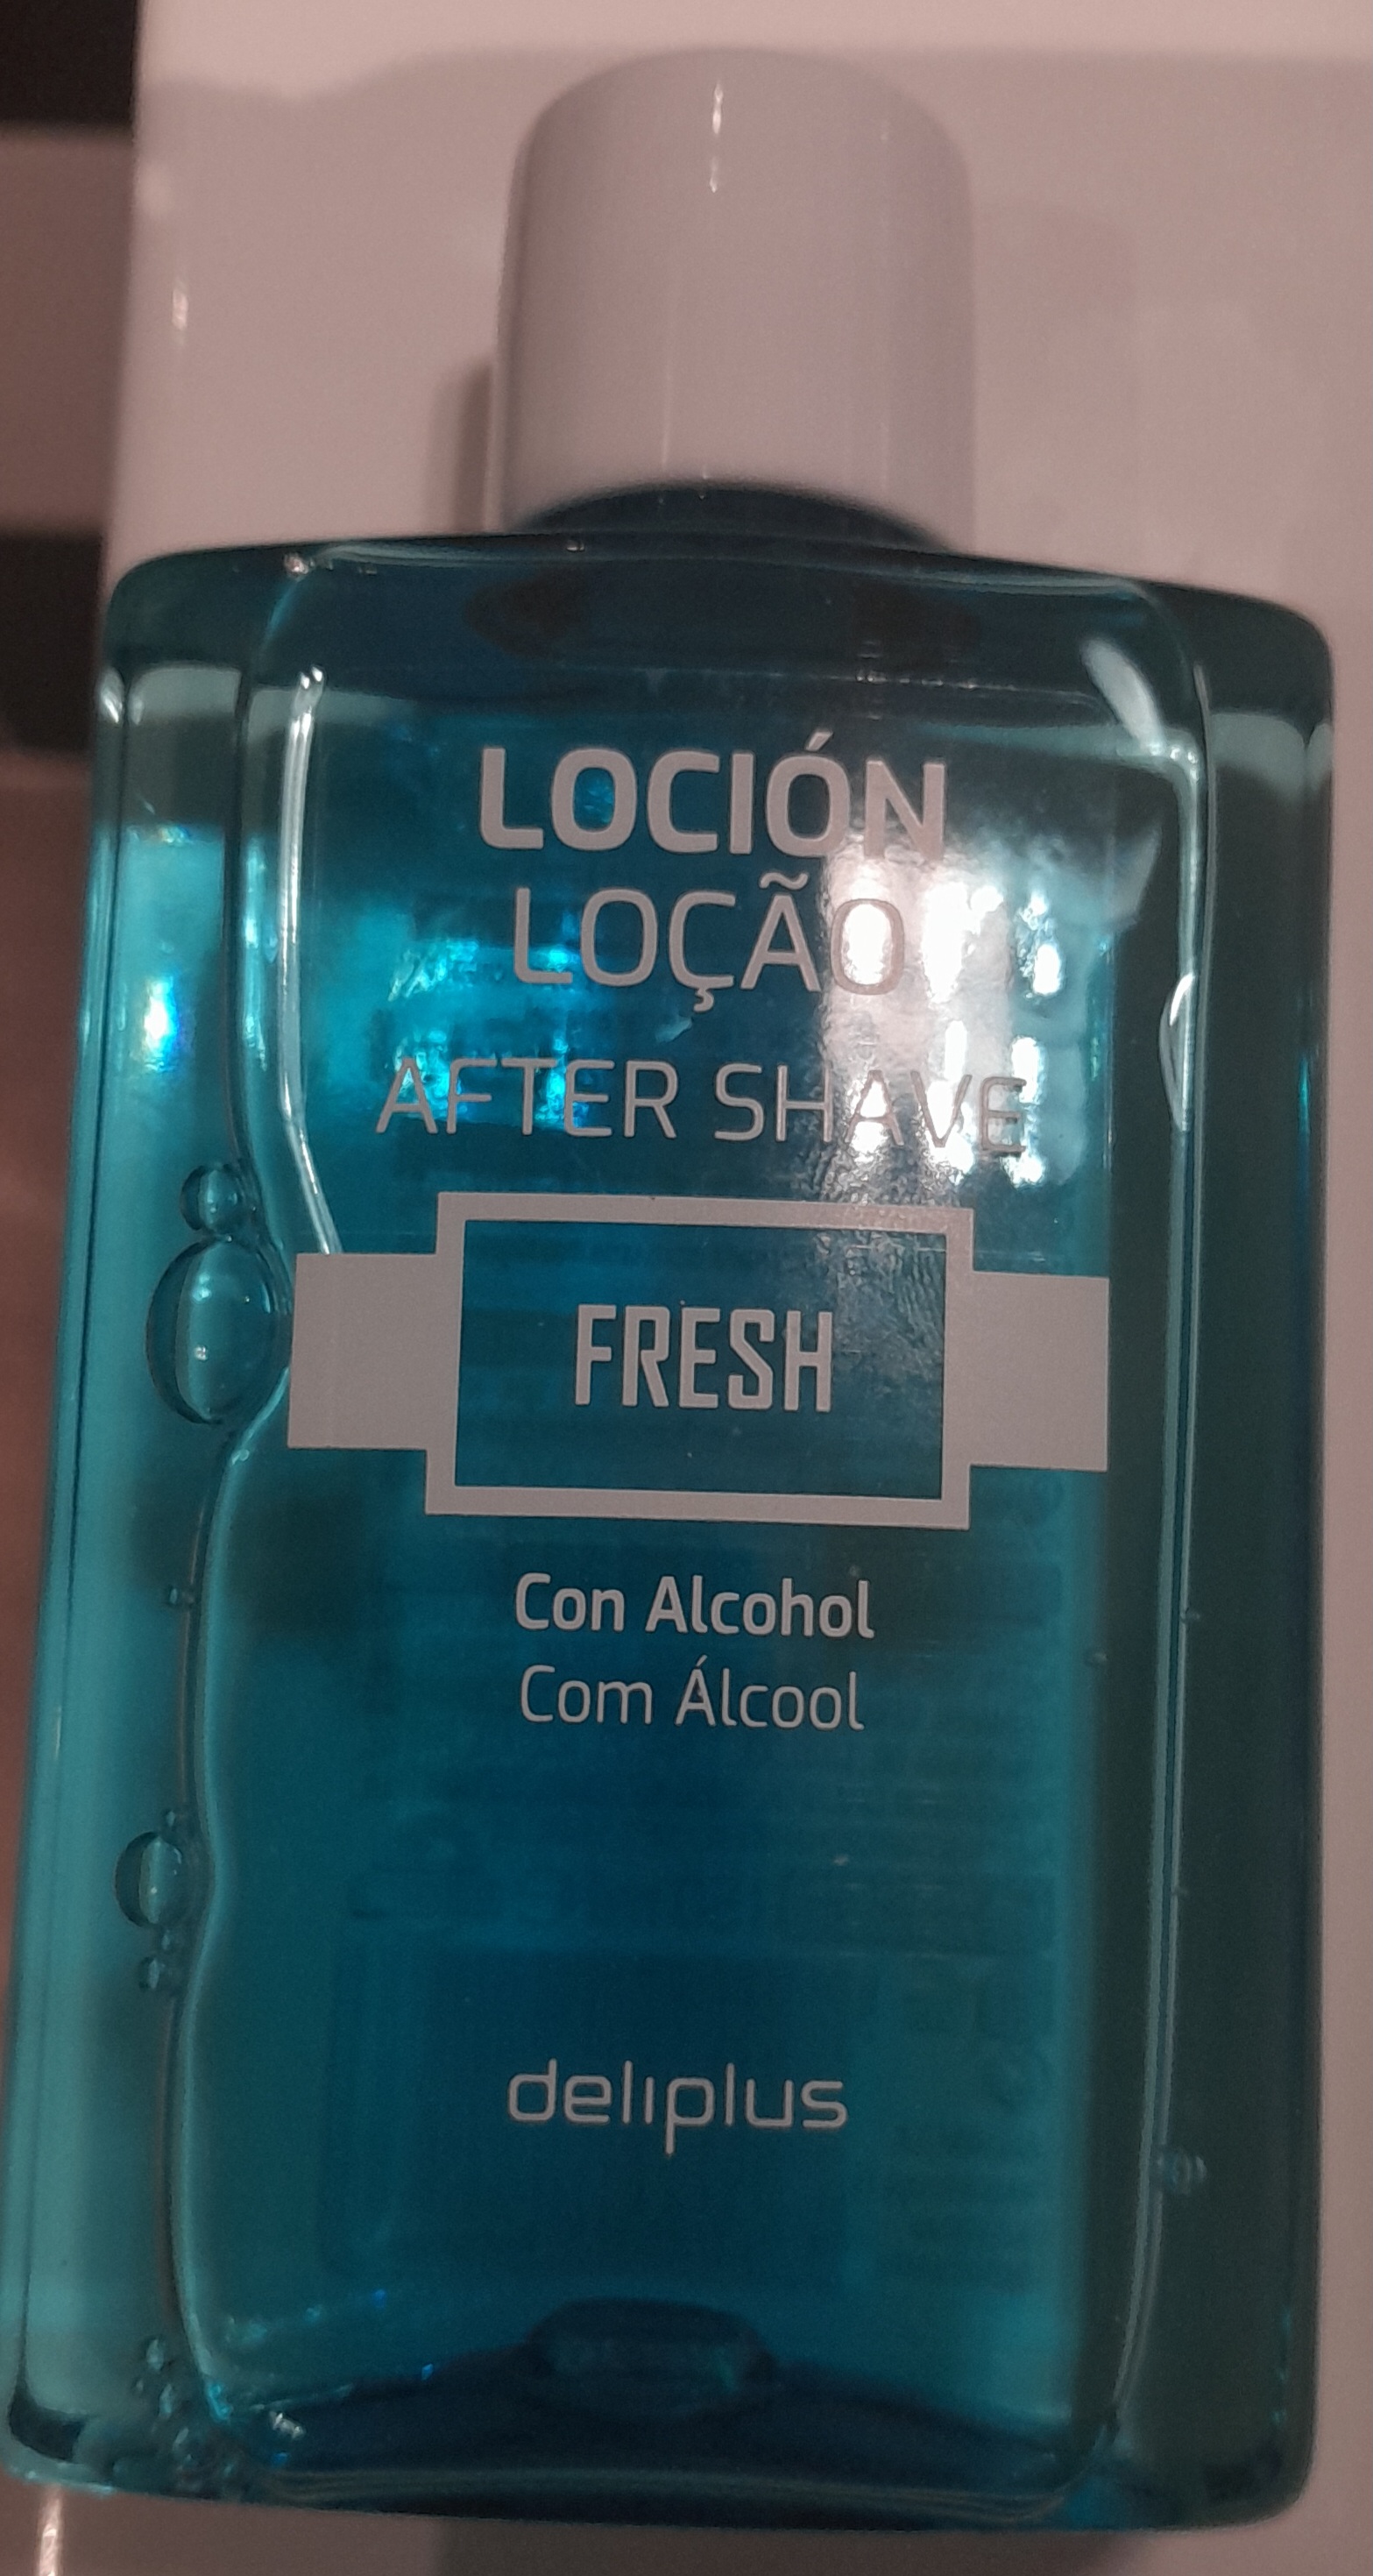 LOCIÓN
LOÇÃO
AFTER SHAVE
FRESH
Con Alcohol
Com Álcool
deliplus